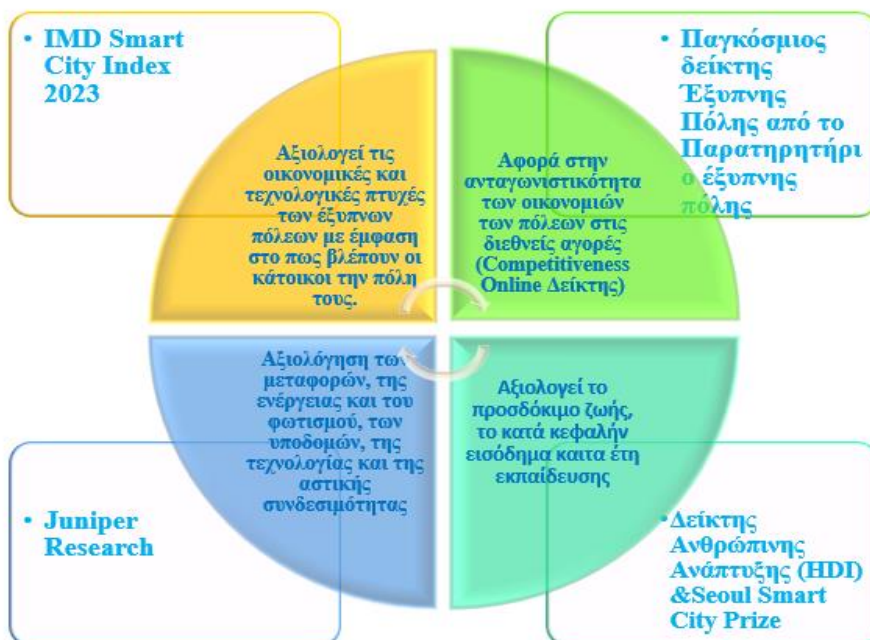 • IMD Smart
City Index
2023
• Παγκόσμιος
δείκτης
Έξυπνης
Πόλης από το
Παρατηρητήρι
ο έξυπνης
πόλης
Αξιολογεί τις
οικονομικές και
τεχνολογικές πτυχές
των έξυπνων
πόλεων με έμφαση
στο πως βλέπουν οι
κάτοικοι την πόλη
τους.
Αφορά στην
ανταγωνιστικότητα
των οικονομιών
των πόλεων στις
διεθνείς αγορές
(Competitiveness
Online Δείκτης)
Αξιολόγηση των
μεταφορών, της
ενέργειας και του
φωτισμού, των
υποδομών, της
τεχνολογίας και της
αστικής
συνδεσιμότητας
Αξιολογεί το
προσδόκιμο ζωής,
το κατά κεφαλήν
εισόδημα καιτα έτη
εκπαίδευσης
• Juniper
Research
•Δείκτης
Ανθρώπινης
Ανάπτυξης (HDI)
&Seoul Smart
City Prize